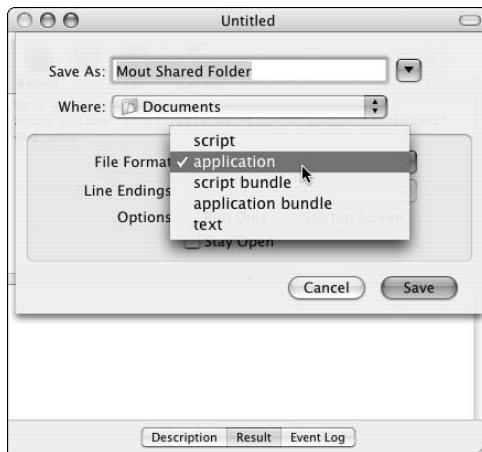 Untitled
Save As: Mout Shared Folder
Where: Documents
File Format
script
✓ application
script bundle
application bundle
text
Line Endings
Options
Stay Open
Cancel Save
Description Result Event Log